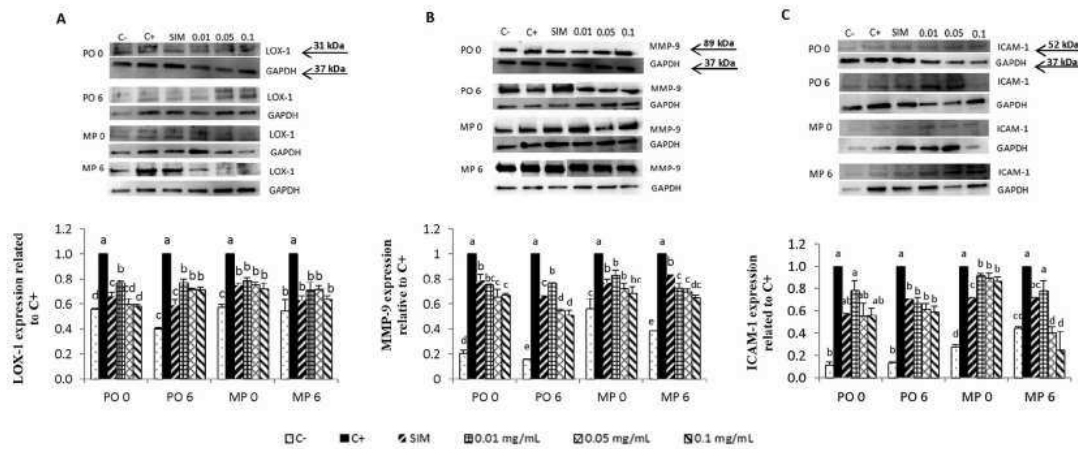 A
C- C+ SIM 0.01 0.05 0.1
PO 0 LOX-1 31 kDa
GAPDH 37 kDa
PO 6 LOX-1
GAPDH
MP 0 LOX-1
GAPDH
MP 6 LOX-1
GAPDH
B
C- C+ SIM 0.01 0.05 0.1
PO 0 MMP-9 89 kDa
GAPDH 37 kDa
PO 6 MMP-9
GAPDH
MP 0 MMP-9
GAPDH
MP 6 MMP-9
GAPDH
C
C- C+ SIM 0.01 0.05 0.1
PO 0 ICAM-1 52 kDa
GAPDH 37 kDa
PO 6 ICAM-1
GAPDH
MP 0 ICAM-1
GAPDH
MP 6 ICAM-1
GAPDH
LOX-1 expression related
to C+
1.2
1.0
0.8
0.6
0.4
0.2
0.0
d a c b c d
c a b b b b
c a b b b b
c a b b b b
PO 0 PO 6 MP 0 MP 6
MMP-9 expression
relative to C+
1.2
1
0.8
0.6
0.4
0.2
0
d a b bc c c
e a c b d d
d a bc b bc c
e a b c c d
PO 0 PO 6 MP 0 MP 6
ICAM-1 expression
related to C+
1.2
1.0
0.8
0.6
0.4
0.2
0.0
b a ab a ab ab
d a b b b b
d a c b b b
cd a bc a c d
PO 0 PO 6 MP 0 MP 6
C- C+ SIM 0.01 mg/mL 0.05 mg/mL 0.1 mg/mL